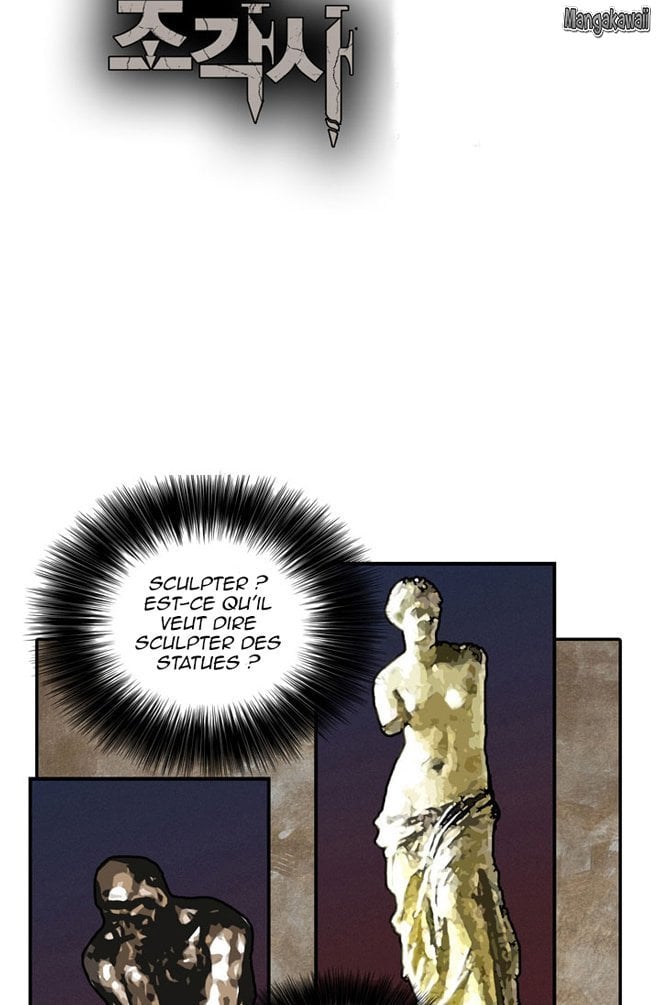 조각사
Mangakawaii
SCULPTER ?
EST-CE QU'IL
VEUT DIRE
SCULPTER DES
STATUES ?